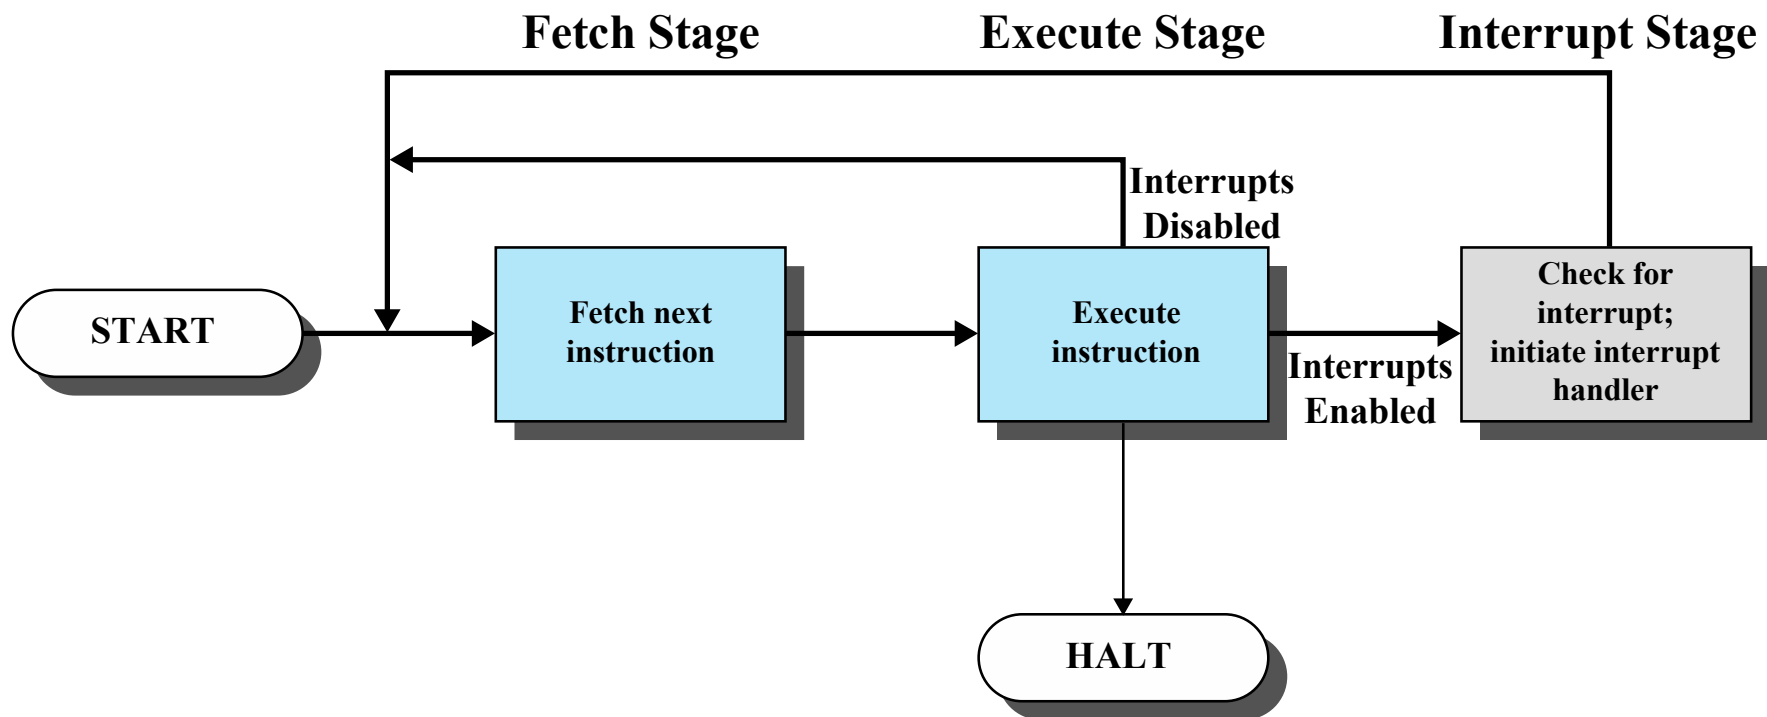 Fetch Stage
Execute Stage
Interrupt Stage
Interrupts
Disabled
START
Fetch next
instruction
Execute
instruction
Interrupts
Enabled
Check for
interrupt;
initiate interrupt
handler
HALT